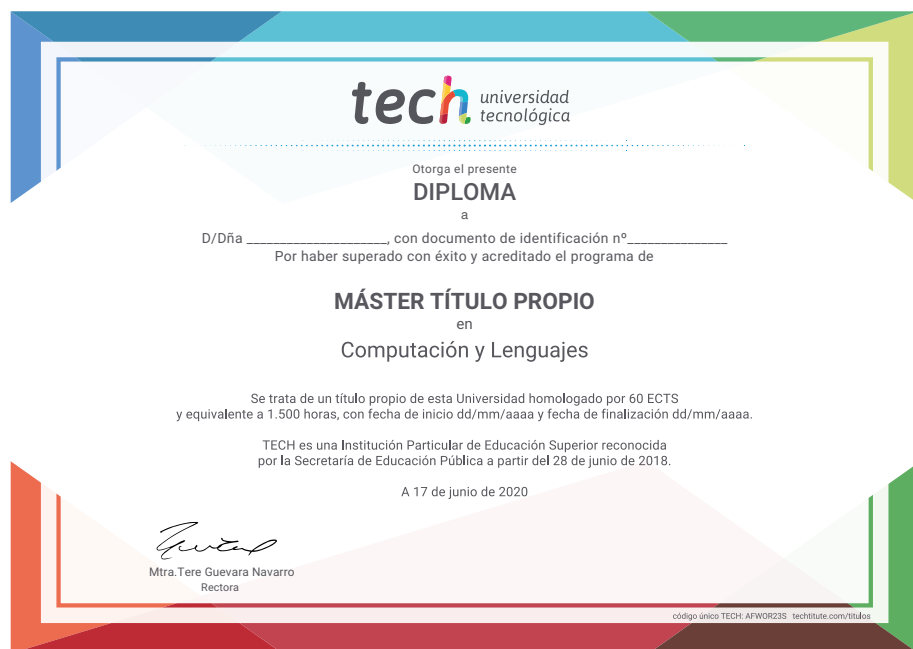 tech universidad
tecnológica
Otorga el presente
DIPLOMA
a
D/Dña ______________________, con documento de identificación nº________________
Por haber superado con éxito y acreditado el programa de
MÁSTER TÍTULO PROPIO
en
Computación y Lenguajes
Se trata de un título propio de esta Universidad homologado por 60 ECTS
y equivalente a 1.500 horas, con fecha de inicio dd/mm/aaaa y fecha de finalización dd/mm/aaaa.
TECH es una Institución Particular de Educación Superior reconocida
por la Secretaría de Educación Pública a partir del 28 de junio de 2018.
A 17 de junio de 2020
Mtra.Tere Guevara Navarro
Rectora
código único TECH: AFWOR23S techtitute.com/titulos